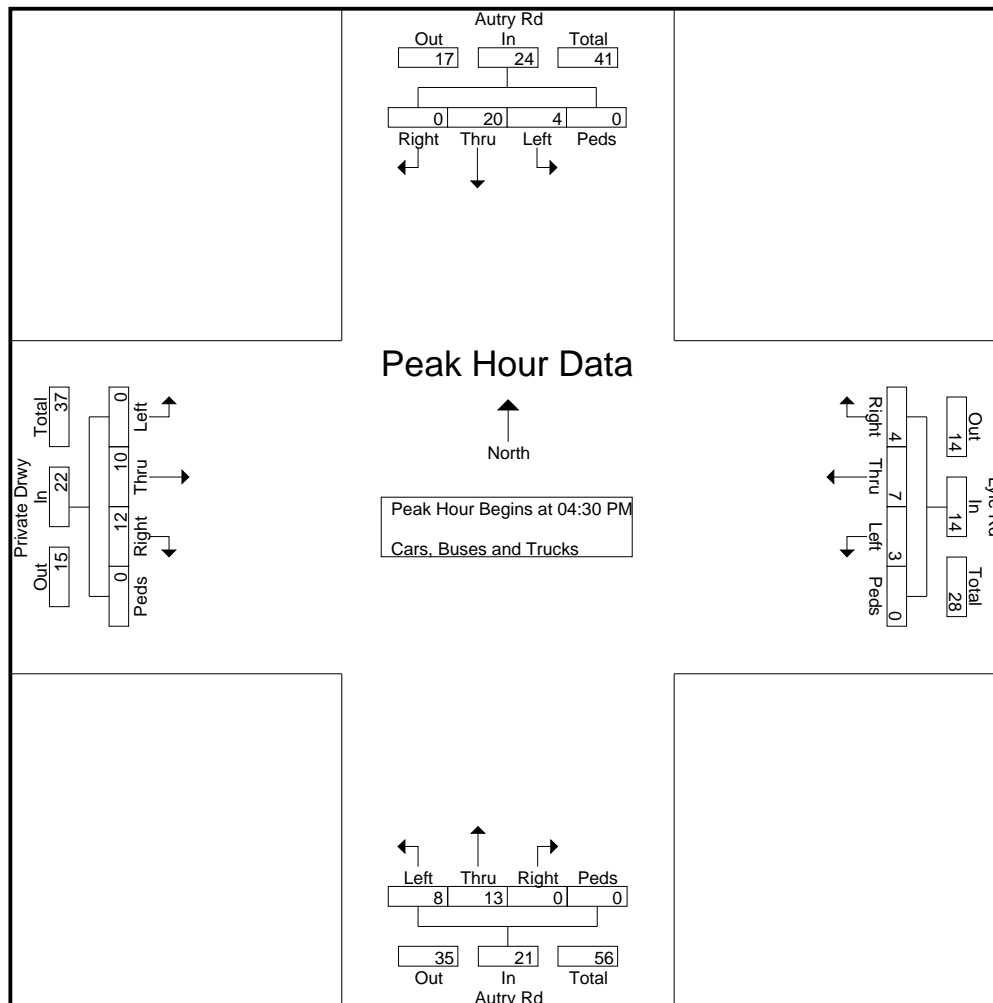 Autry Rd
Out In Total
17 24 41
0 20 4 0
Right Thru Left Peds
Peak Hour Data
North
Peak Hour Begins at 04:30 PM
Cars, Buses and Trucks
Private Drwy
Out In Total
15 22 37
0 12 10 0
Peds Right Thru Left
Out In Total
14 14 28
4 7 3 0
Right Thru Left Peds
Left Thru Right Peds
8 13 0 0
35 21 56
Out In Total
Autry Rd